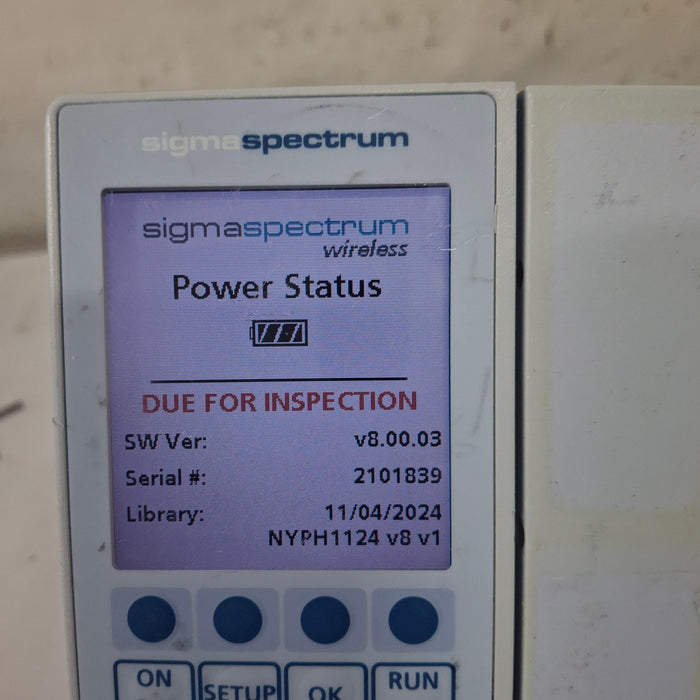 sigmaspectrum
sigmaspectrum
wireless
Power Status
DUE FOR INSPECTION
SW Ver: v8.00.03
Serial #: 2101839
Library: 11/04/2024
NYPH1124 v8 v1
ON SETUP OK RUN